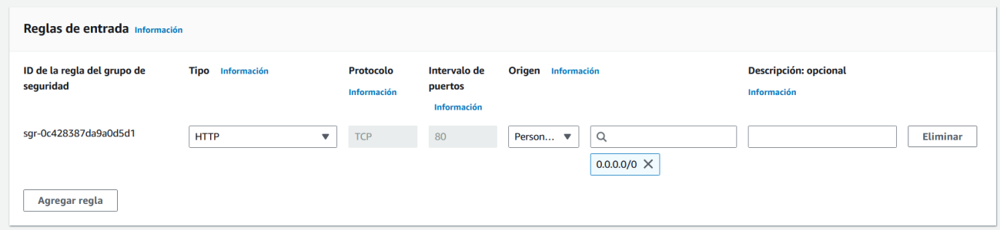 Reglas de entrada Información
ID de la regla del grupo de seguridad
Tipo Información
Protocolo Información
Intervalo de puertos Información
Origen Información
Descripción: opcional Información
sgr-0c428387da9a0d5d1 HTTP TCP 80 Person... Eliminar
0.0.0.0/0
Agregar regla